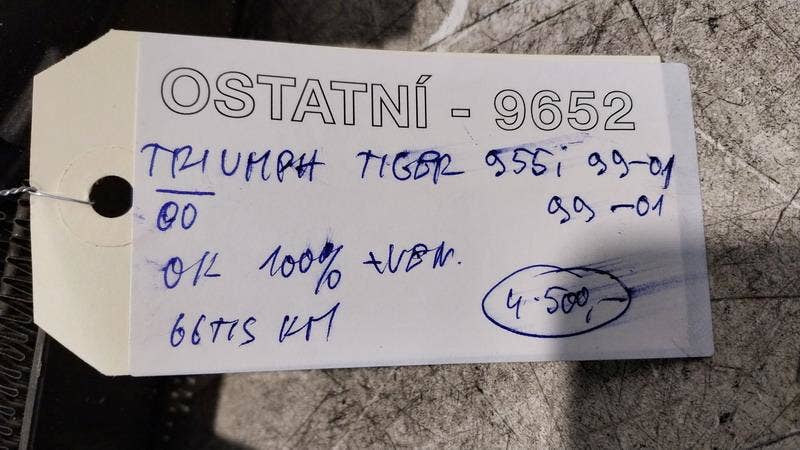 OSTATNÍ - 9652
TRIUMPH TIGER 955i 99-01
00 99-01
OK 100% +VEN.
66TIS KM 4.500,-